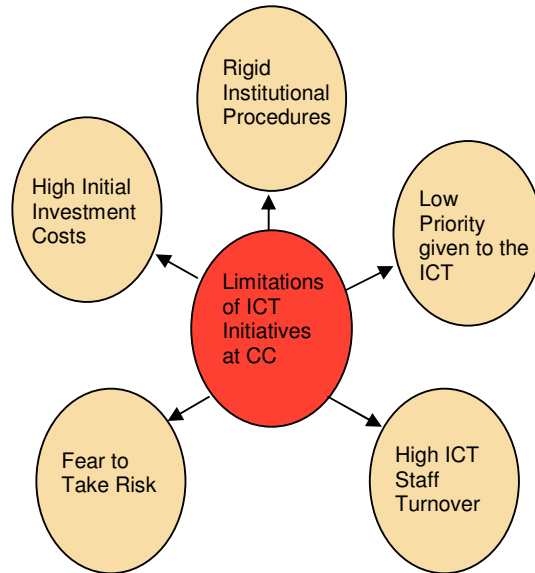 Rigid
Institutional
Procedures
High Initial
Investment
Costs
Low
Priority
given to the
ICT
Limitations
of ICT
Initiatives
at CC
Fear to
Take Risk
High ICT
Staff
Turnover